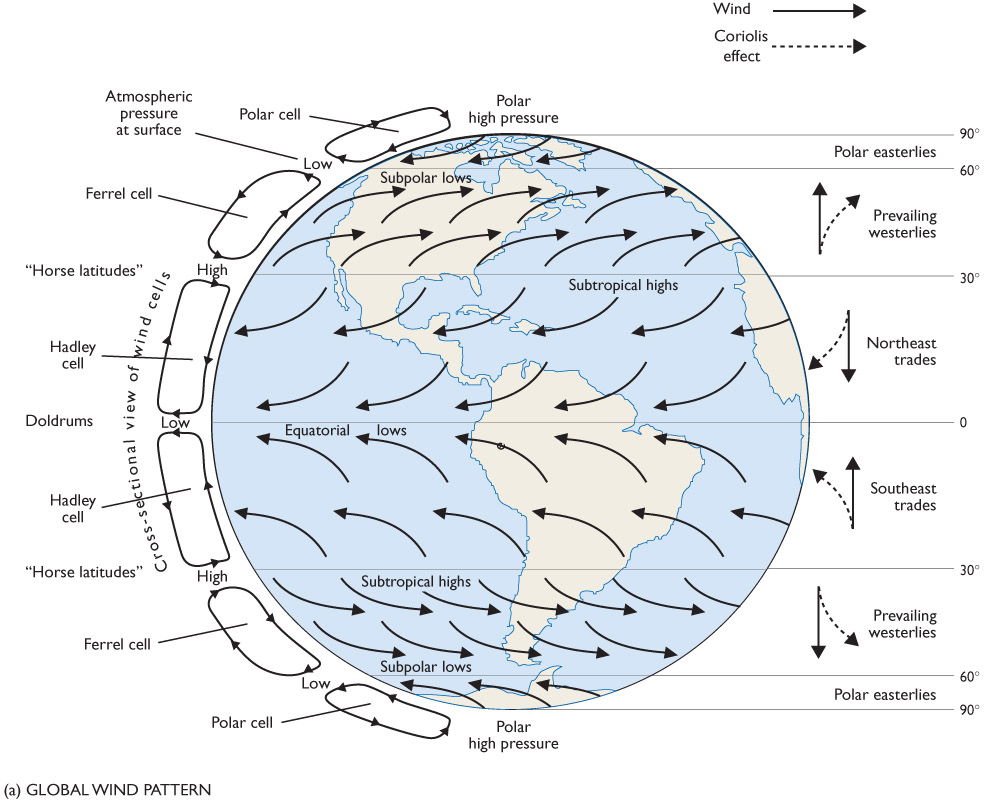 Wind
Coriolis
effect
Atmospheric
pressure
at surface
Polar cell
Polar
high pressure
90°
Polar easterlies
Low
60°
Subpolar lows
Ferrel cell
Prevailing
westerlies
"Horse latitudes"
High
30°
Subtropical highs
Cross-sectional view of wind cells
Hadley
cell
Northeast
trades
Doldrums
Low
0
Equatorial lows
Hadley
cell
Southeast
trades
"Horse latitudes"
High
30°
Subtropical highs
Ferrel cell
Prevailing
westerlies
Subpolar lows
Low
60°
Polar easterlies
90°
Polar cell
Polar
high pressure
(a) GLOBAL WIND PATTERN